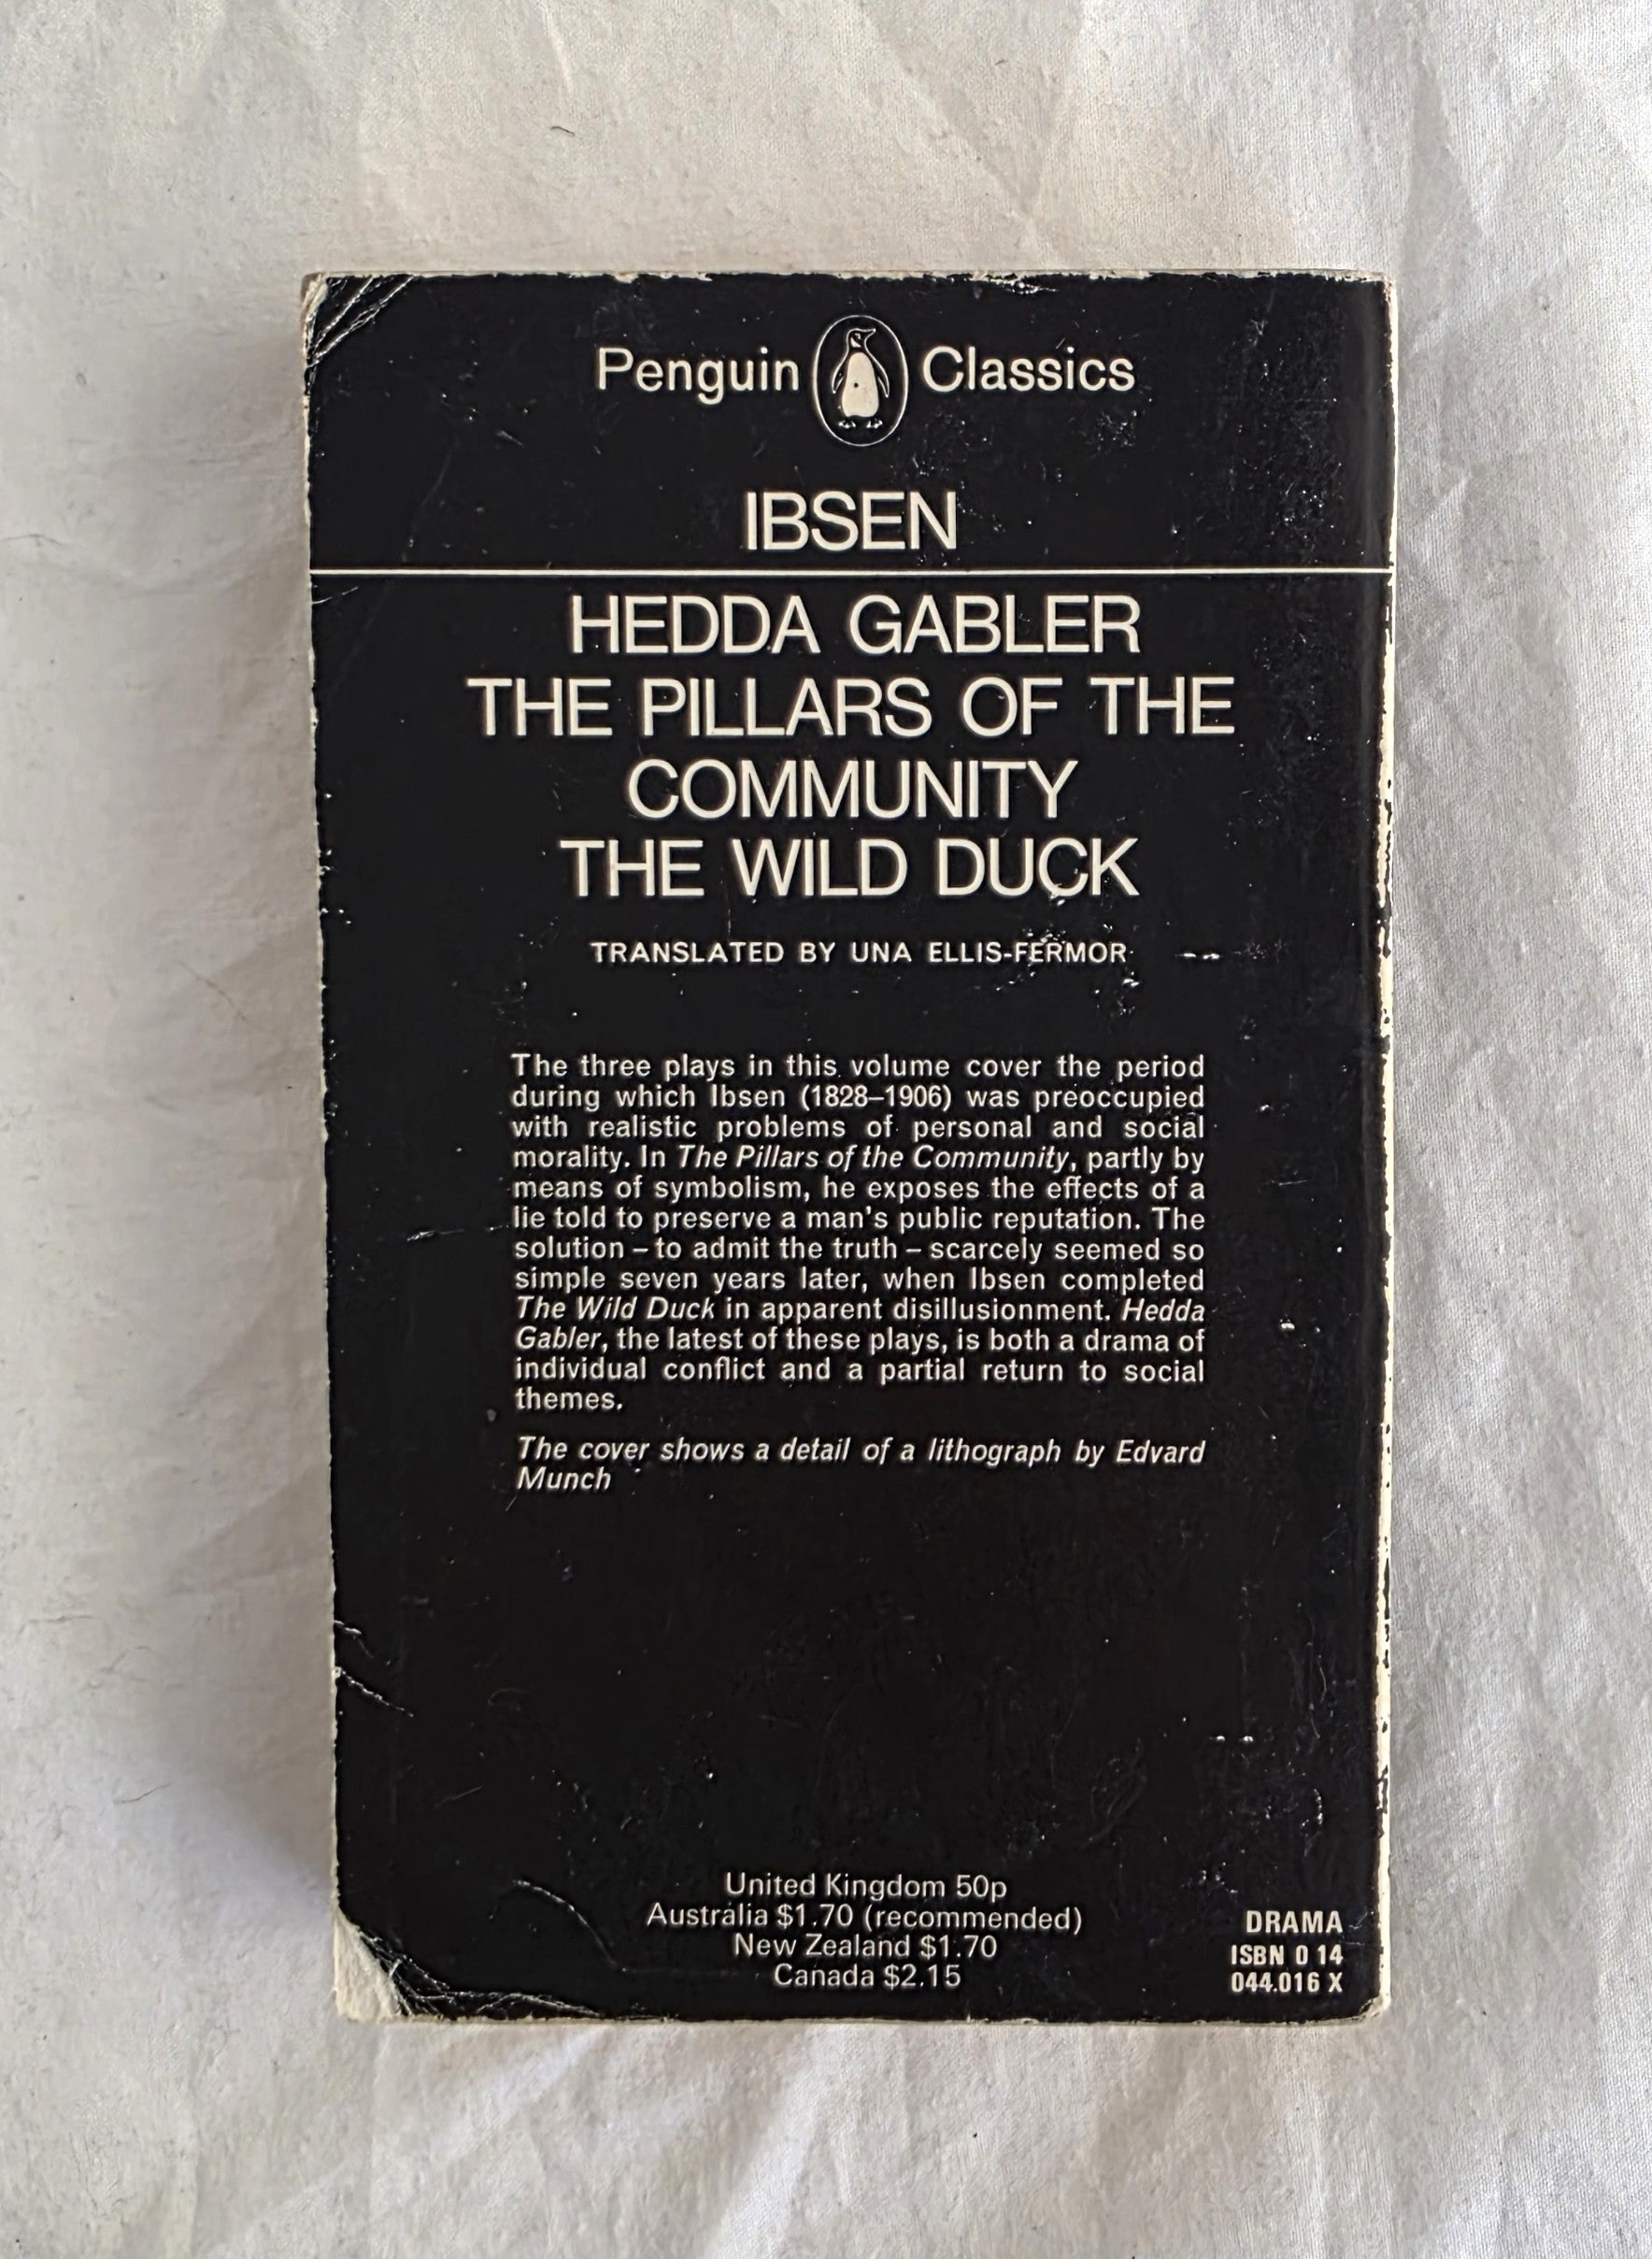 Penguin Classics
IBSEN
HEDDA GABLER
THE PILLARS OF THE
COMMUNITY
THE WILD DUCK
TRANSLATED BY UNA ELLIS-FERMOR
The three plays in this volume cover the period
during which Ibsen (1828–1906) was preoccupied
with realistic problems of personal and social
morality. In The Pillars of the Community, partly by
means of symbolism, he exposes the effects of a
lie told to preserve a man's public reputation. The
solution – to admit the truth – scarcely seemed so
simple seven years later, when Ibsen completed
The Wild Duck in apparent disillusionment. Hedda
Gabler, the latest of these plays, is both a drama of
individual conflict and a partial return to social
themes.
The cover shows a detail of a lithograph by Edvard
Munch
United Kingdom 50p
Australia $1.70 (recommended)
New Zealand $1.70
Canada $2.15
DRAMA
ISBN 0 14
044.016 X